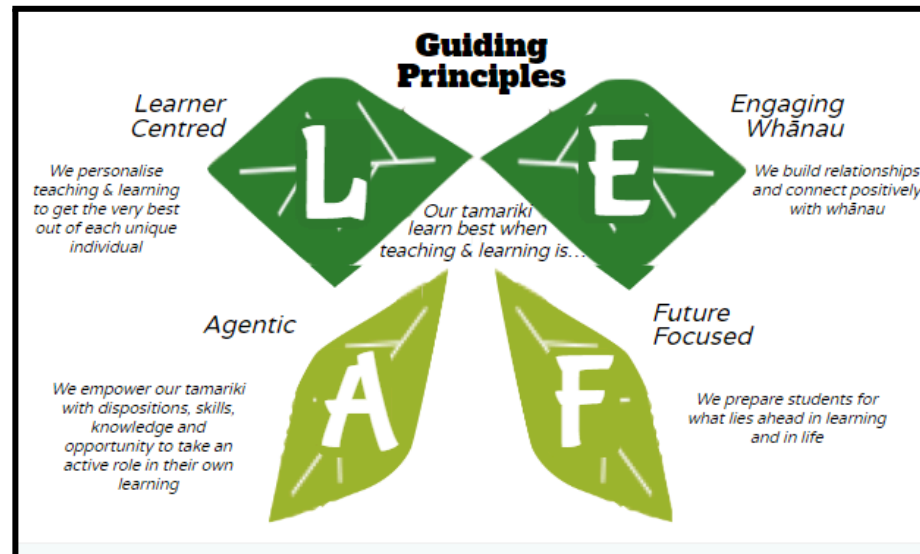 Guiding
Principles
Learner
Centred
L
We personalise
teaching & learning
to get the very best
out of each unique
individual
E
Engaging
Whānau
We build relationships
and connect positively
with whānau
Our tamariki
learn best when
teaching & learning is...
Agentic
A
We empower our tamariki
with dispositions, skills,
knowledge and
opportunity to take an
active role in their own
learning
F
Future
Focused
We prepare students for
what lies ahead in learning
and in life